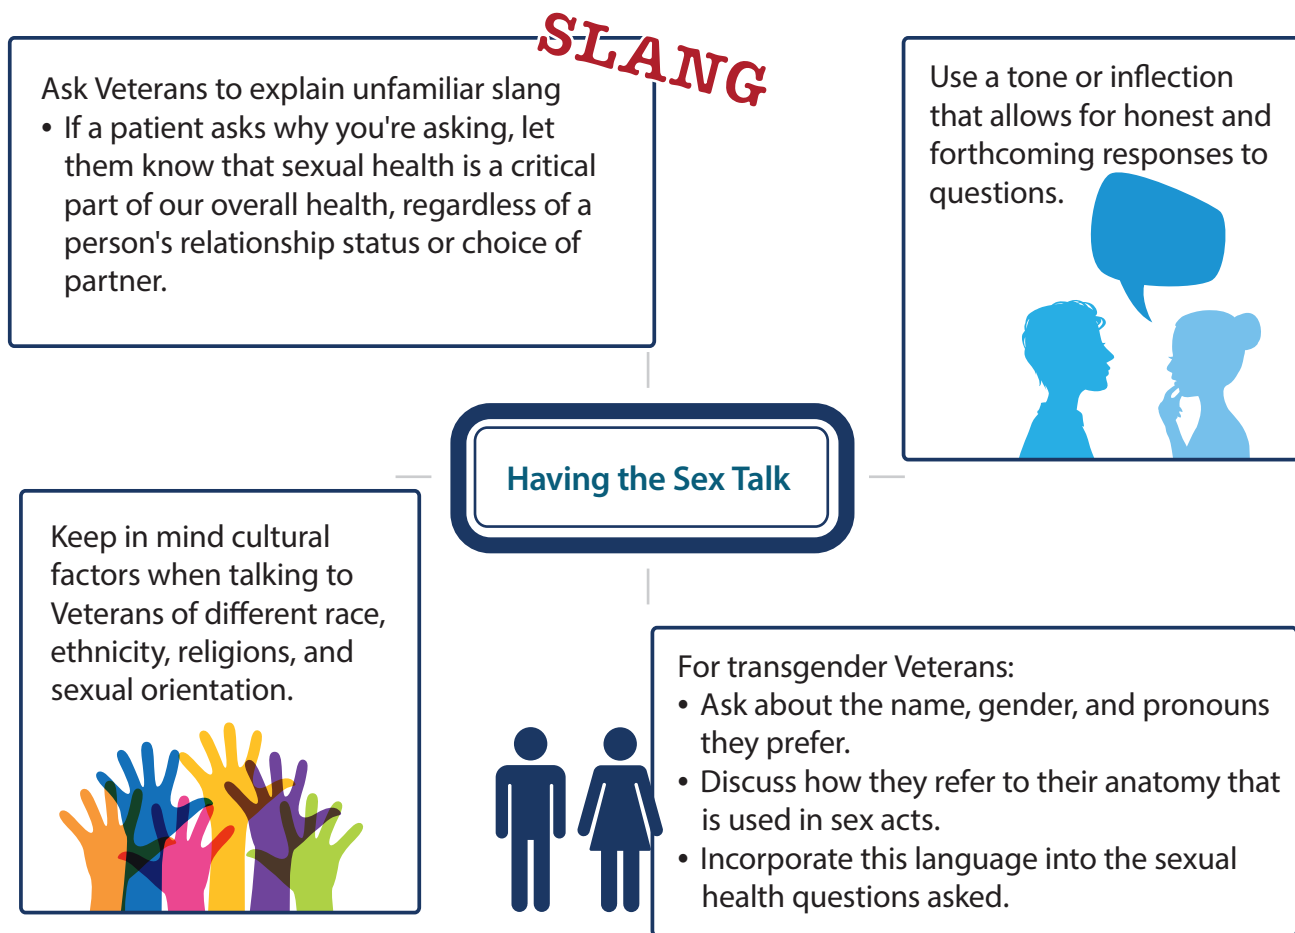 SLANG
Ask Veterans to explain unfamiliar slang
• If a patient asks why you're asking, let
them know that sexual health is a critical
part of our overall health, regardless of a
person's relationship status or choice of
partner.
Use a tone or inflection
that allows for honest and
forthcoming responses to
questions.
Having the Sex Talk
Keep in mind cultural
factors when talking to
Veterans of different race,
ethnicity, religions, and
sexual orientation.
For transgender Veterans:
• Ask about the name, gender, and pronouns
they prefer.
• Discuss how they refer to their anatomy that
is used in sex acts.
• Incorporate this language into the sexual
health questions asked.